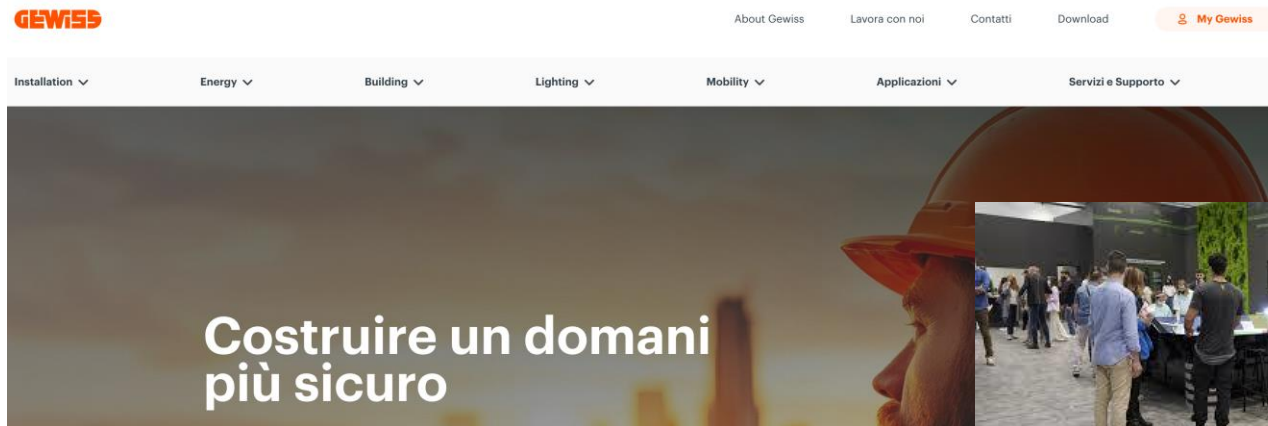 GEWISS
About Gewiss Lavora con noi Contatti Download My Gewiss
Installation Energy Building Lighting Mobility Applicazioni Servizi e Supporto
Costruire un domani
più sicuro